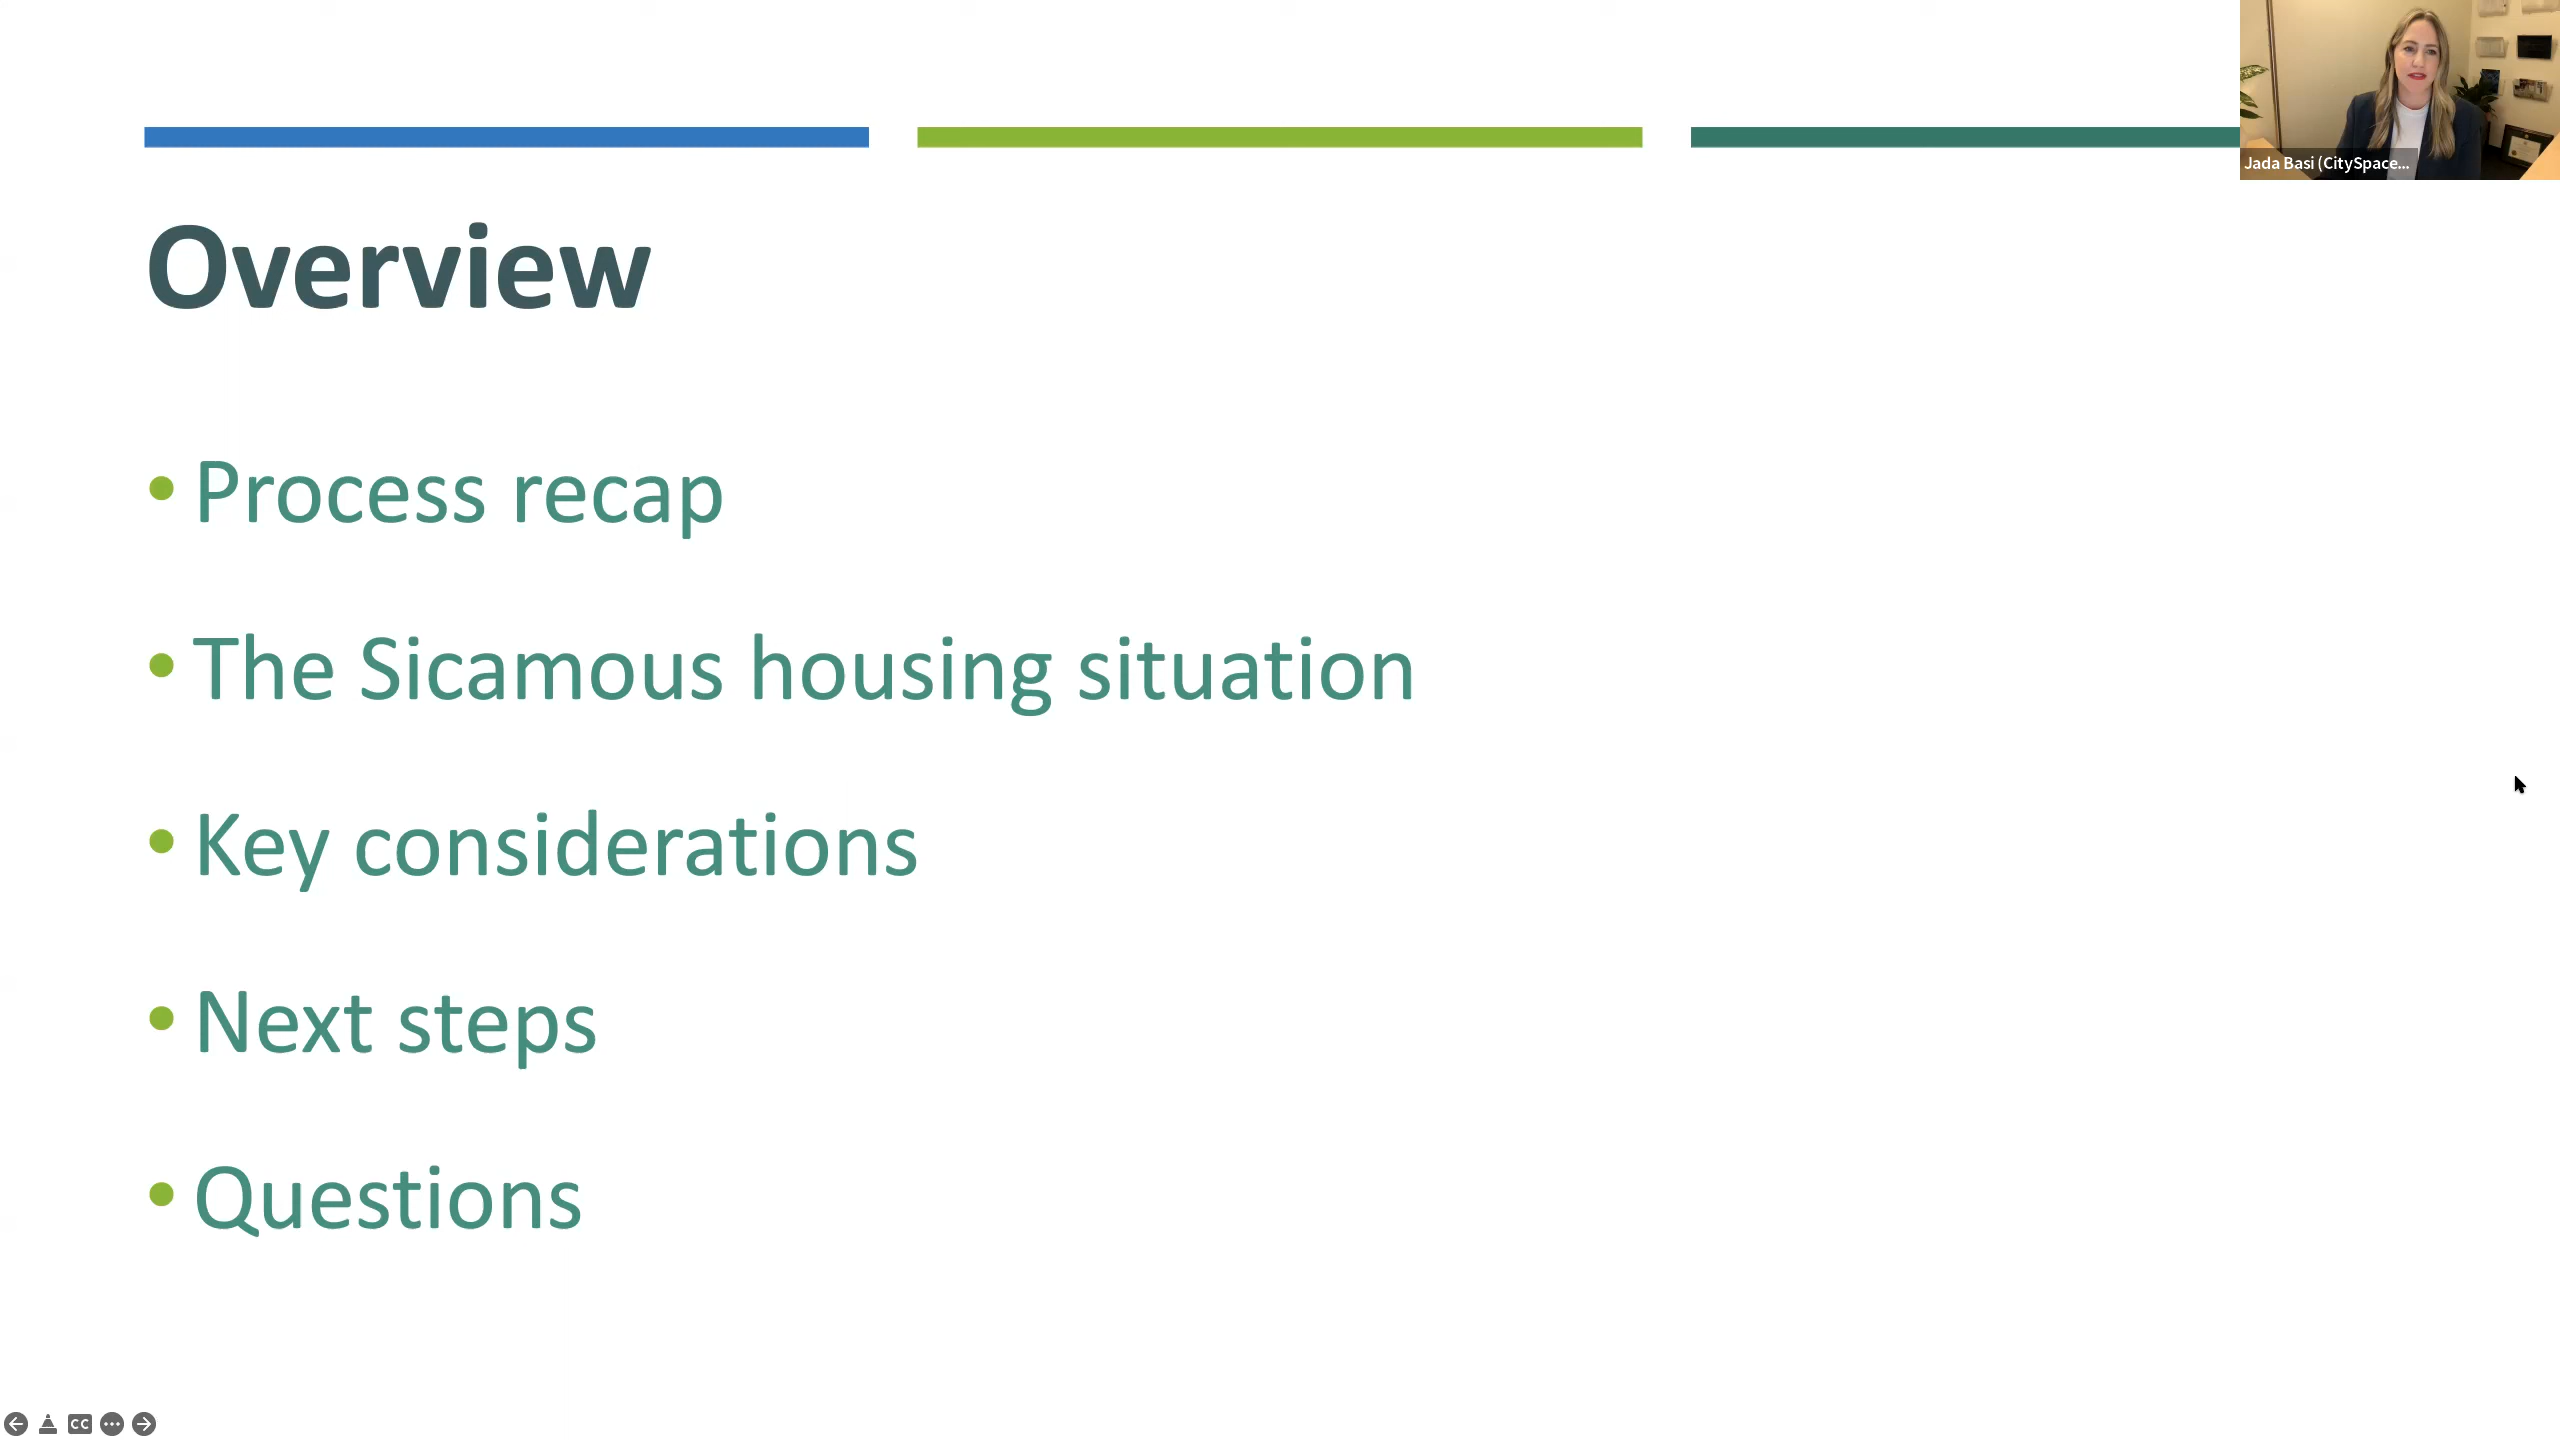 Jada Basi (CitySpace...
Overview
• Process recap
• The Sicamous housing situation
• Key considerations
• Next steps
• Questions
CC